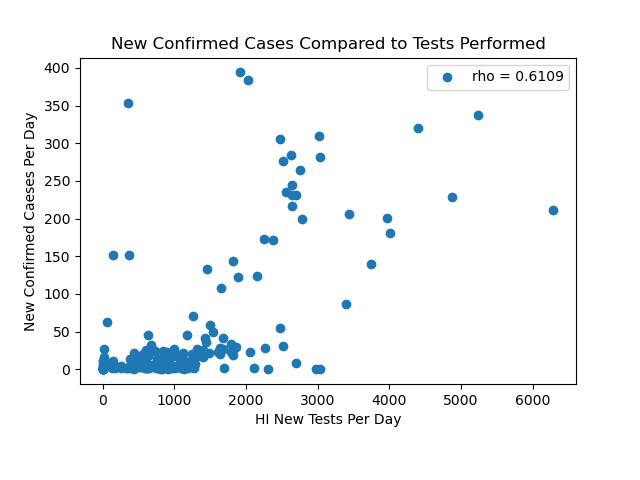 New Confirmed Cases Compared to Tests Performed
rho = 0.6109
400
350
300
250
200
150
100
50
0
New Confirmed Caeses Per Day
0 1000 2000 3000 4000 5000 6000
HI New Tests Per Day